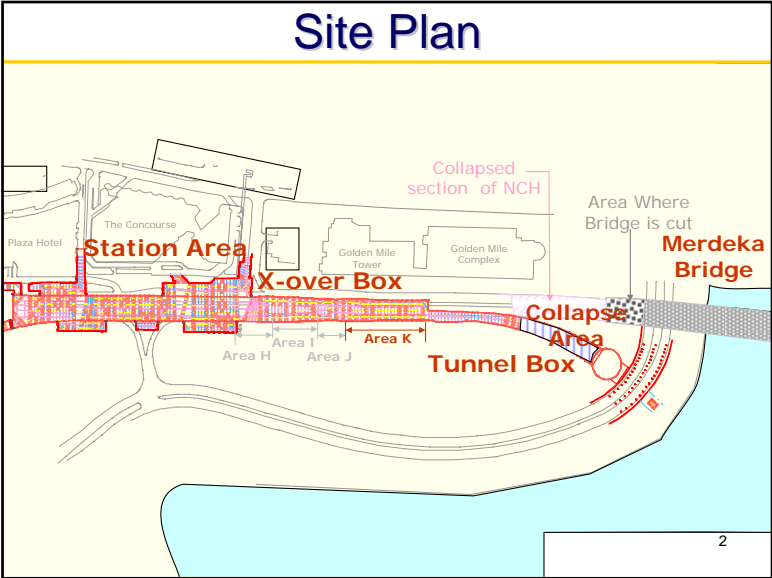 Site Plan
Collapsed
section of NCH
Area Where
Bridge is cut
Merdeka
Bridge
The Concourse
Plaza Hotel
Station Area
Golden Mile
Tower
Golden Mile
Complex
X-over Box
Collapse
Area
Area K
Area I
Area H
Area J
Tunnel Box
2